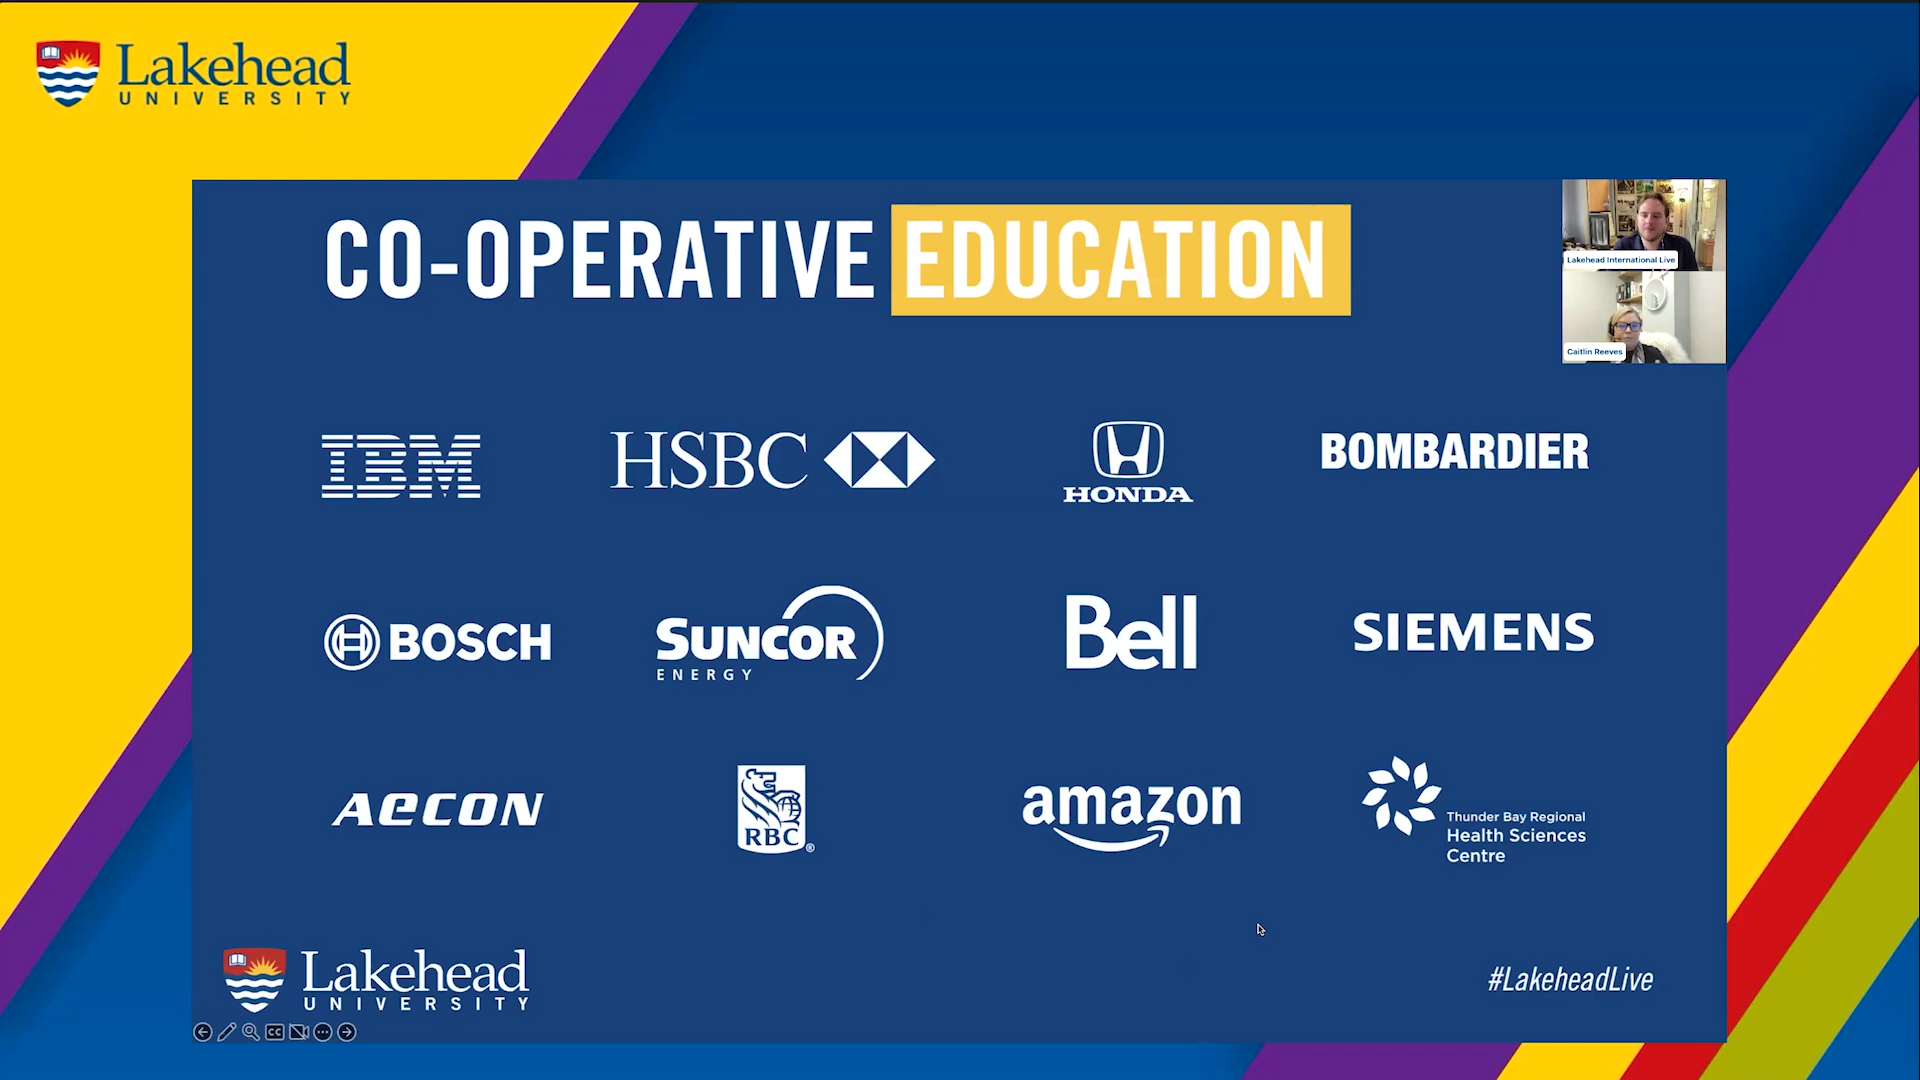 Lakehead
UNIVERSITY
CO-OPERATIVE EDUCATION
Lakehead International Live
Caitlin Reeves
IBM
HSBC
HONDA
BOMBARDIER
BOSCH
SUNCOR
ENERGY
Bell
SIEMENS
AECON
RBC®
amazon
Thunder Bay Regional
Health Sciences
Centre
Lakehead
UNIVERSITY
#LakeheadLive
CC